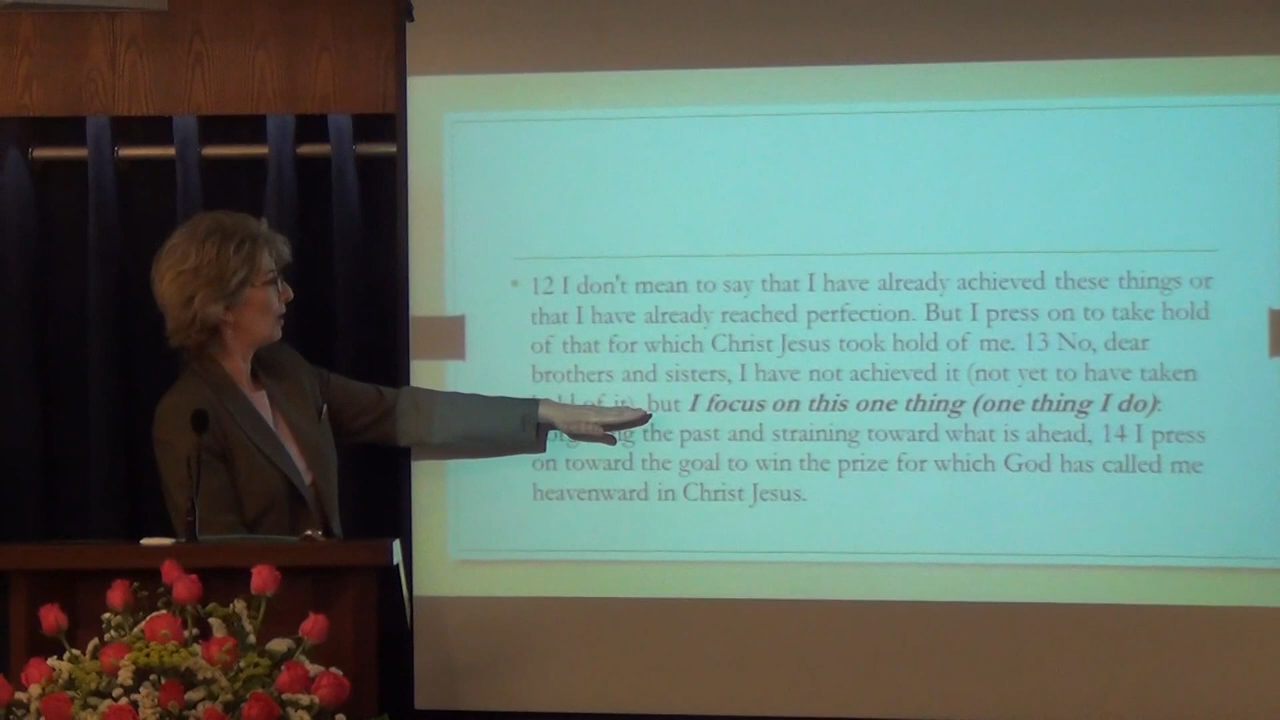 • 12 I don't mean to say that I have already achieved these things or
that I have already reached perfection. But I press on to take hold
of that for which Christ Jesus took hold of me. 13 No, dear
brothers and sisters, I have not achieved it (not yet to have taken
of it), but I focus on this one thing (one thing I do):
the past and straining toward what is ahead, 14 I press
on toward the goal to win the prize for which God has called me
heavenward in Christ Jesus.